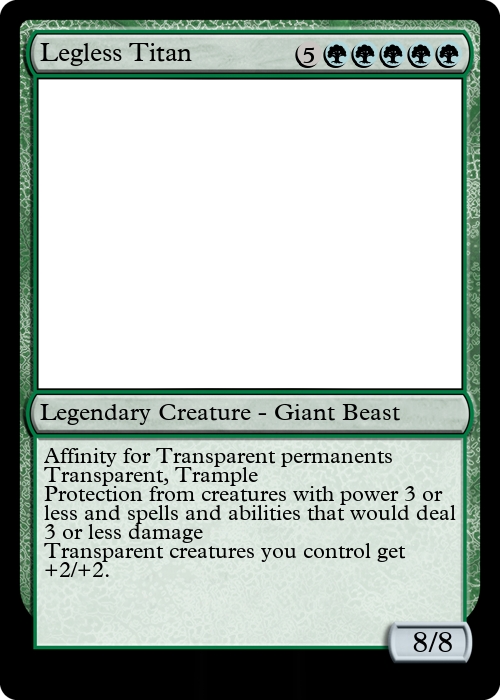 Legless Titan 5
Legendary Creature - Giant Beast
Affinity for Transparent permanents
Transparent, Trample
Protection from creatures with power 3 or
less and spells and abilities that would deal
3 or less damage
Transparent creatures you control get
+2/+2.
8/8